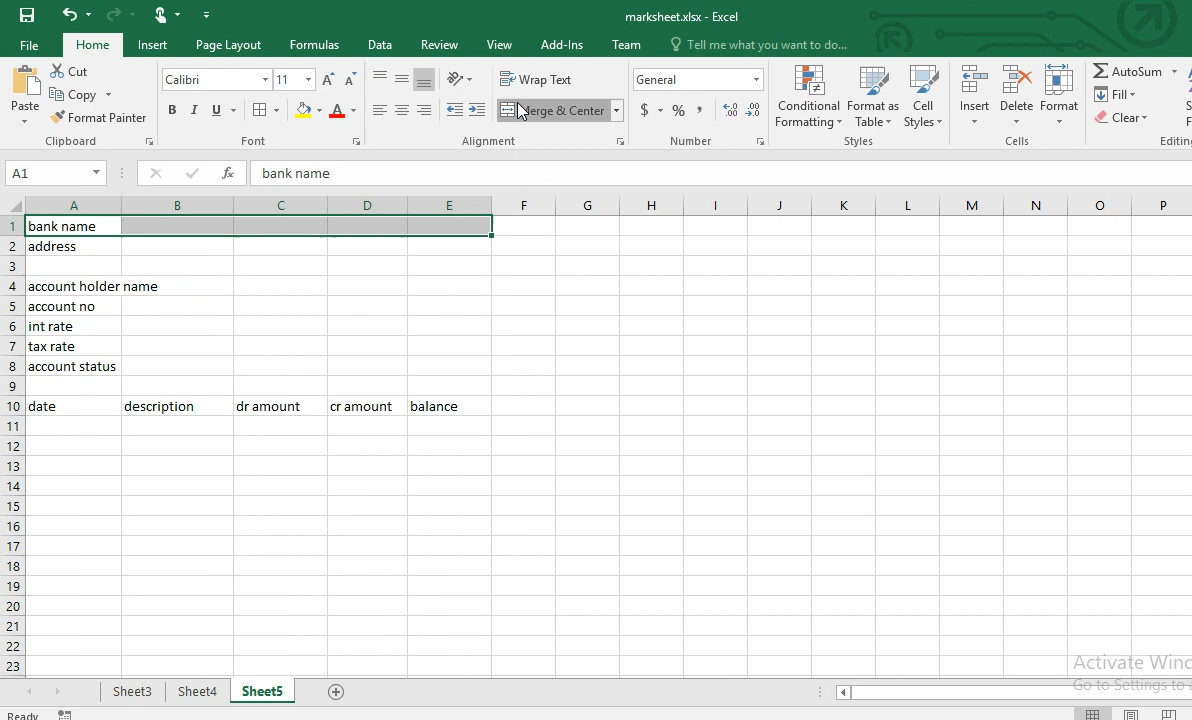 marksheet.xlsx - Excel
File Home Insert Page Layout Formulas Data Review View Add-Ins Team Tell me what you want to do...
Paste
Cut
Copy
Format Painter
Clipboard
Calibri 11
B I U
Font
Wrap Text
Merge & Center
Alignment
General
$ % ,
Number
Conditional Formatting
Format as Table
Cell Styles
Styles
Insert
Delete
Format
Cells
AutoSum
Fill
Clear
A1
fx
bank name
A B C D E F G H I J K L M N O P
1 bank name
2 address
3
4 account holder name
5 account no
6 int rate
7 tax rate
8 account status
9
10 date description dr amount cr amount balance
11
12
13
14
15
16
17
18
19
20
21
22
23
Activate
Go to Settings to
Sheet3 Sheet4 Sheet5
Ready